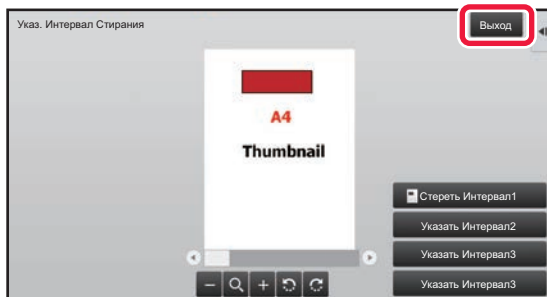 Указ. Интервал Стирания
Выход
A4
Thumbnail
Стереть Интервал1
Указать Интервал2
Указать Интервал3
Указать Интервал3